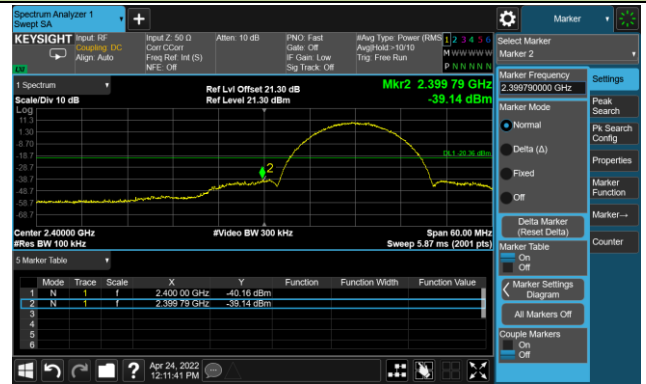 Spectrum Analyzer 1
Swept SA
+
Marker
KEYSIGHT
Input: RF
Coupling: DC
Align: Auto
Input Z: 50 Ω
Corr CCorr
Freq Ref: Int (S)
NFE: Off
Atten: 10 dB
PNO: Fast
Gate: Off
IF Gain: Low
Sig Track: Off
#Avg Type: Power (RMS
Avg|Hold:>10/10
Trig: Free Run
1 2 3 4 5 6
M W W W W W
P N N N N N
Select Marker
Marker 2
1 Spectrum
Scale/Div 10 dB
Log
Ref Lvl Offset 21.30 dB
Ref Level 21.30 dBm
Mkr2 2.399 79 GHz
-39.14 dBm
11.3
1.30
-8.70
-18.7
-28.7
-38.7
-48.7
-58.7
-68.7
DL1 -20.36 dBm
2
Center 2.40000 GHz
#Res BW 100 kHz
#Video BW 300 kHz
Span 60.00 MHz
Sweep 5.87 ms (2001 pts)
5 Marker Table
Mode Trace Scale X Y Function Function Width Function Value
1 N 1 f 2.400 00 GHz -40.16 dBm
2 N 1 f 2.399 79 GHz -39.14 dBm
3
4
5
6
Marker Frequency
2.399790000 GHz
Marker Mode
Normal
Delta (Δ)
Fixed
Off
Delta Marker
(Reset Delta)
Marker Table
On
Off
Marker Settings
Diagram
All Markers Off
Couple Markers
On
Off
Settings
Peak
Search
Pk Search
Config
Properties
Marker
Function
Marker→
Counter
?
Apr 24, 2022
12:11:41 PM